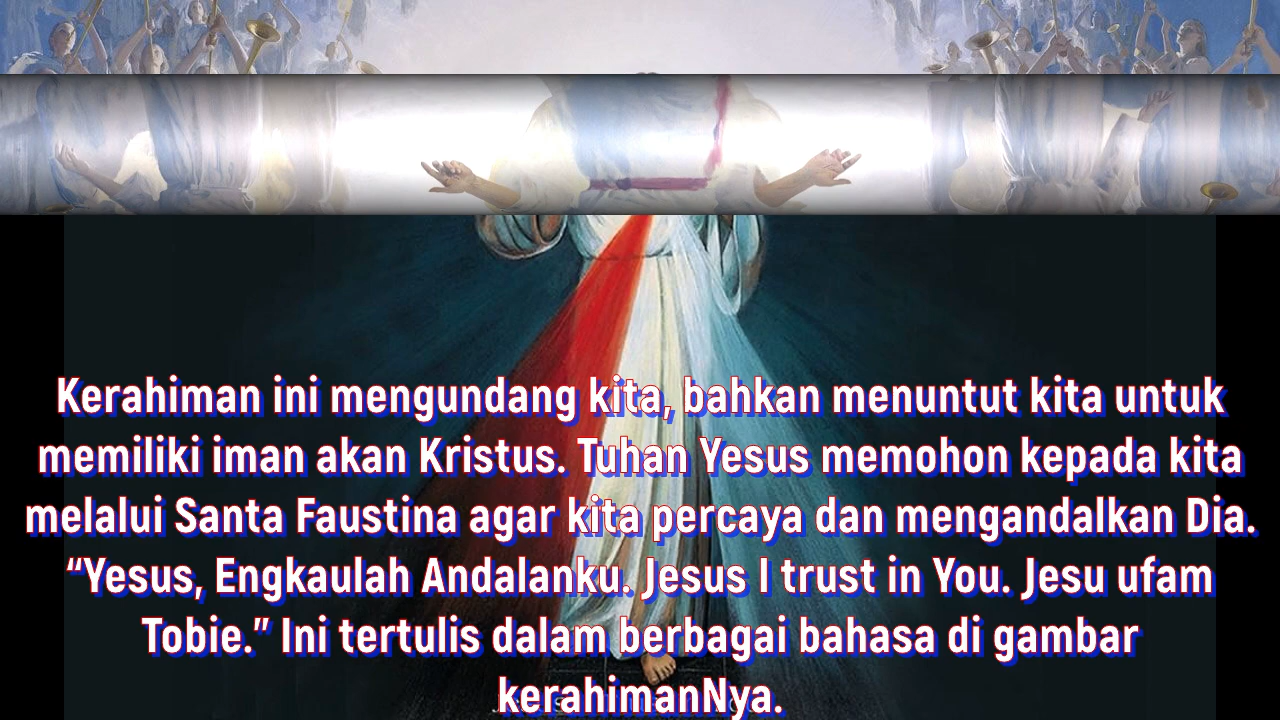 Kerahiman ini mengundang kita, bahkan menuntut kita untuk
memiliki iman akan Kristus. Tuhan Yesus memohon kepada kita
melalui Santa Faustina agar kita percaya dan mengandalkan Dia.
“Yesus, Engkaulah Andalanku. Jesus I trust in You. Jesu ufam
Tobie.” Ini tertulis dalam berbagai bahasa di gambar
kerahimanNya.